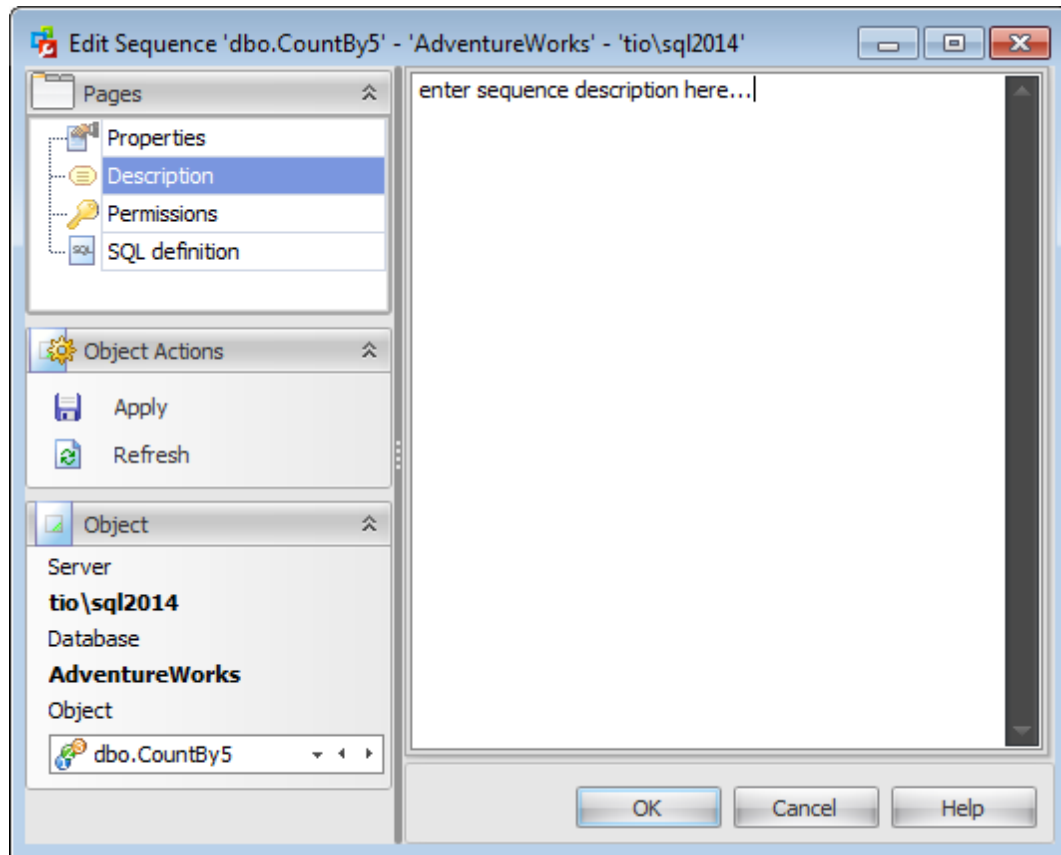 Edit Sequence 'dbo.CountBy5' - 'AdventureWorks' - 'tio\sql2014'
Pages
Properties
Description
Permissions
SQL
SQL definition
Object Actions
Apply
Refresh
Object
Server
tio\sql2014
Database
AdventureWorks
Object
dbo.CountBy5
enter sequence description here...
OK
Cancel
Help